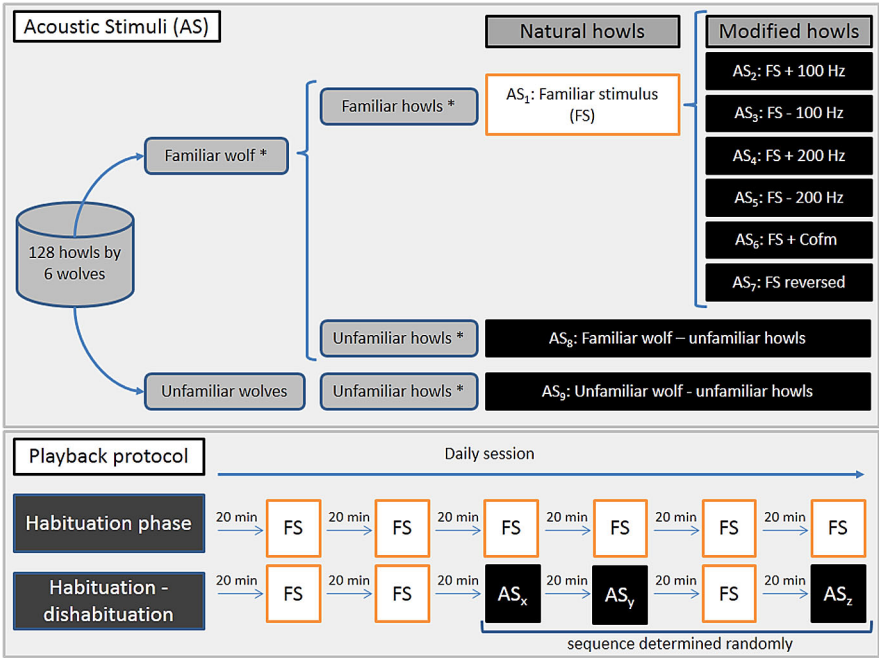 Acoustic Stimuli (AS)
Natural howls
Modified howls
Familiar howls *
AS₁: Familiar stimulus
(FS)
AS₂: FS + 100 Hz
AS₃: FS - 100 Hz
AS₄: FS + 200 Hz
AS₅: FS - 200 Hz
AS₆: FS + Cofm
AS₇: FS reversed
Familiar wolf *
128 howls by
6 wolves
Unfamiliar howls *
AS₈: Familiar wolf – unfamiliar howls
Unfamiliar wolves
Unfamiliar howls *
AS₉: Unfamiliar wolf - unfamiliar howls
Playback protocol
Daily session
Habituation phase
20 min FS 20 min FS 20 min FS 20 min FS 20 min FS 20 min FS
Habituation -
dishabituation
20 min FS 20 min FS 20 min ASₓ 20 min ASᵧ 20 min FS 20 min AS_z
sequence determined randomly